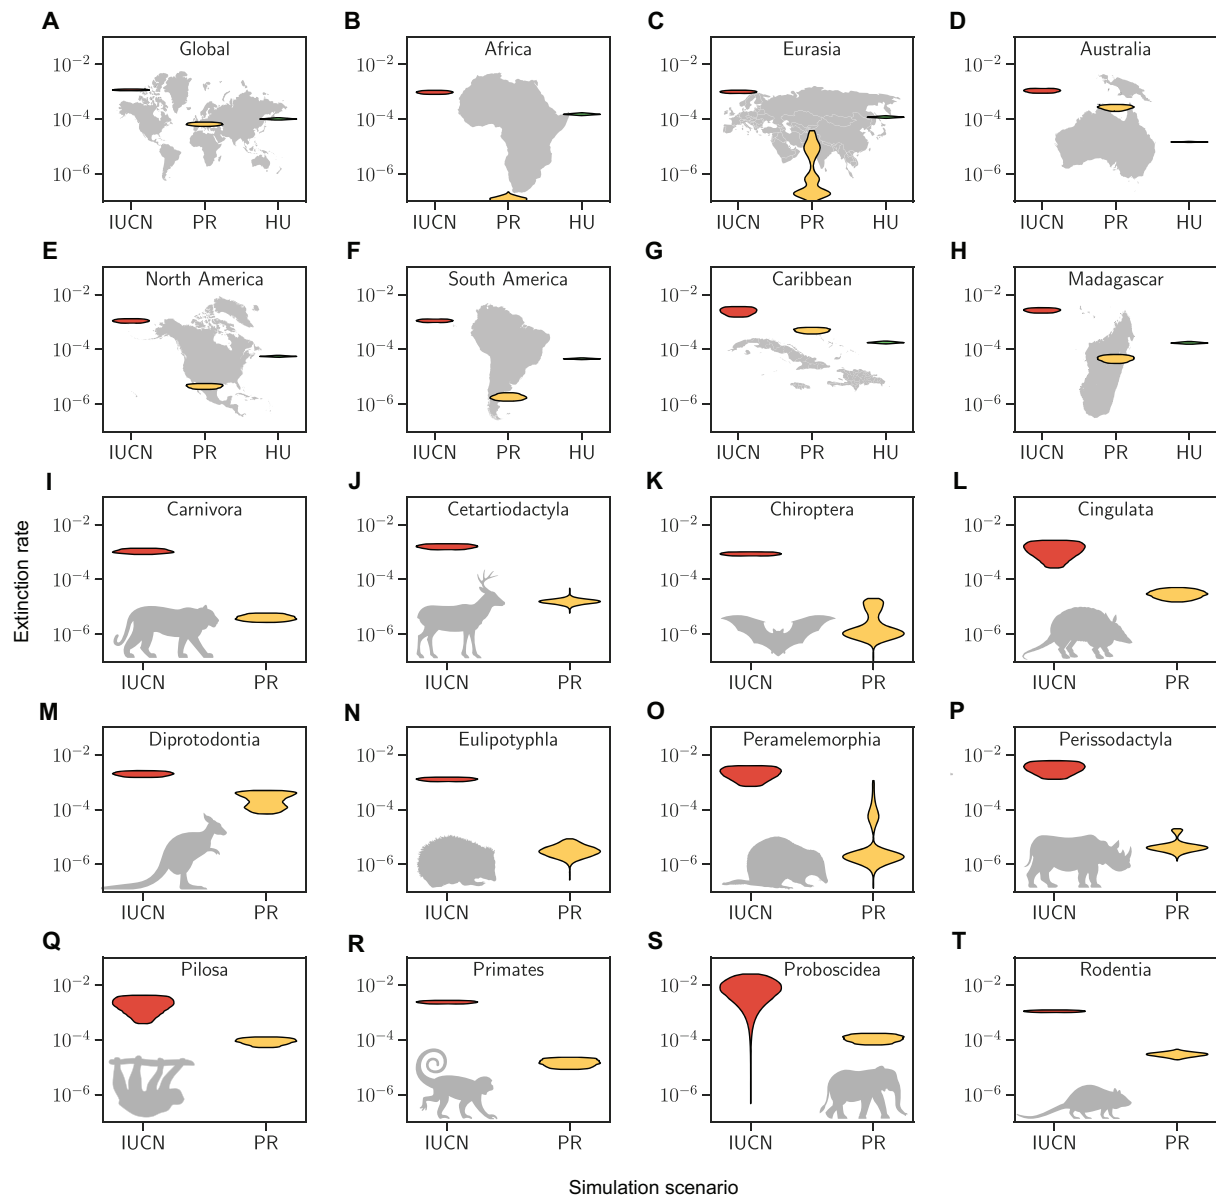 A B C D
Global Africa Eurasia Australia
10⁻² 10⁻² 10⁻² 10⁻²
10⁻⁴ 10⁻⁴ 10⁻⁴ 10⁻⁴
10⁻⁶ 10⁻⁶ 10⁻⁶ 10⁻⁶
IUCN PR HU IUCN PR HU IUCN PR HU IUCN PR HU
E F G H
North America South America Caribbean Madagascar
10⁻² 10⁻² 10⁻² 10⁻²
10⁻⁴ 10⁻⁴ 10⁻⁴ 10⁻⁴
10⁻⁶ 10⁻⁶ 10⁻⁶ 10⁻⁶
IUCN PR HU IUCN PR HU IUCN PR HU IUCN PR HU
I J K L
Carnivora Cetartiodactyla Chiroptera Cingulata
10⁻² 10⁻² 10⁻² 10⁻²
10⁻⁴ 10⁻⁴ 10⁻⁴ 10⁻⁴
10⁻⁶ 10⁻⁶ 10⁻⁶ 10⁻⁶
IUCN PR IUCN PR IUCN PR IUCN PR
Extinction rate
M N O P
Diprotodontia Eulipotyphla Peramelemorphia Perissodactyla
10⁻² 10⁻² 10⁻² 10⁻²
10⁻⁴ 10⁻⁴ 10⁻⁴ 10⁻⁴
10⁻⁶ 10⁻⁶ 10⁻⁶ 10⁻⁶
IUCN PR IUCN PR IUCN PR IUCN PR
Q R S T
Pilosa Primates Proboscidea Rodentia
10⁻² 10⁻² 10⁻² 10⁻²
10⁻⁴ 10⁻⁴ 10⁻⁴ 10⁻⁴
10⁻⁶ 10⁻⁶ 10⁻⁶ 10⁻⁶
IUCN PR IUCN PR IUCN PR IUCN PR
Simulation scenario